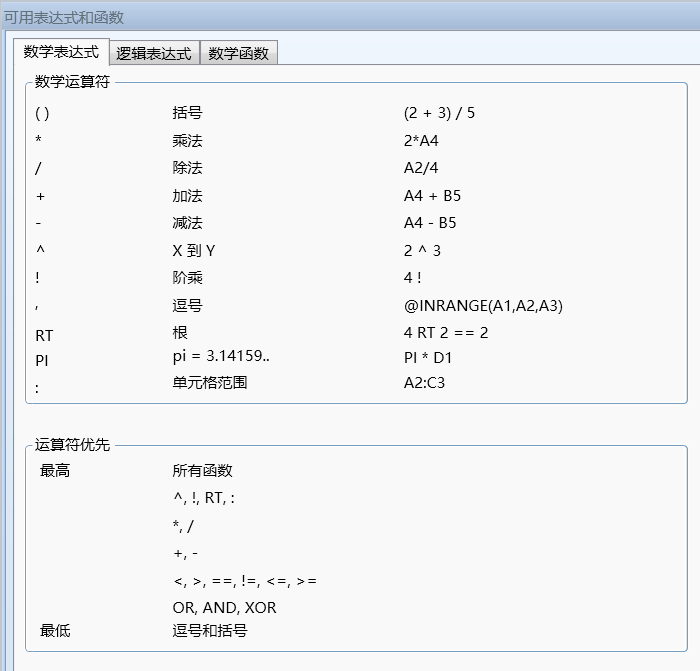 可用表达式和函数
数学表达式 逻辑表达式 数学函数
数学运算符
( ) 括号 (2 + 3) / 5
* 乘法 2*A4
/ 除法 A2/4
+ 加法 A4 + B5
- 减法 A4 - B5
^ X 到 Y 2 ^ 3
! 阶乘 4 !
, 逗号 @INRANGE(A1,A2,A3)
RT 根 4 RT 2 == 2
PI pi = 3.14159.. PI * D1
: 单元格范围 A2:C3
运算符优先
最高 所有函数
^, !, RT, :
*, /
+, -
<, >, ==, !=, <=, >=
OR, AND, XOR
最低 逗号和括号